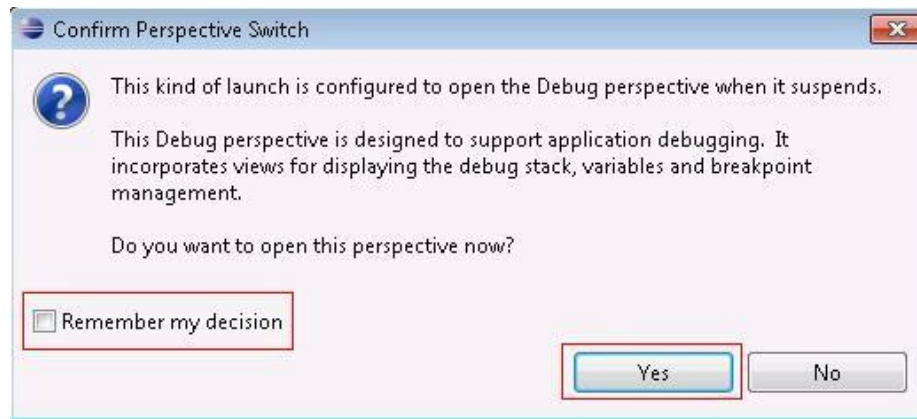 Confirm Perspective Switch
This kind of launch is configured to open the Debug perspective when it suspends.
This Debug perspective is designed to support application debugging. It
incorporates views for displaying the debug stack, variables and breakpoint
management.
Do you want to open this perspective now?
Remember my decision
Yes
No